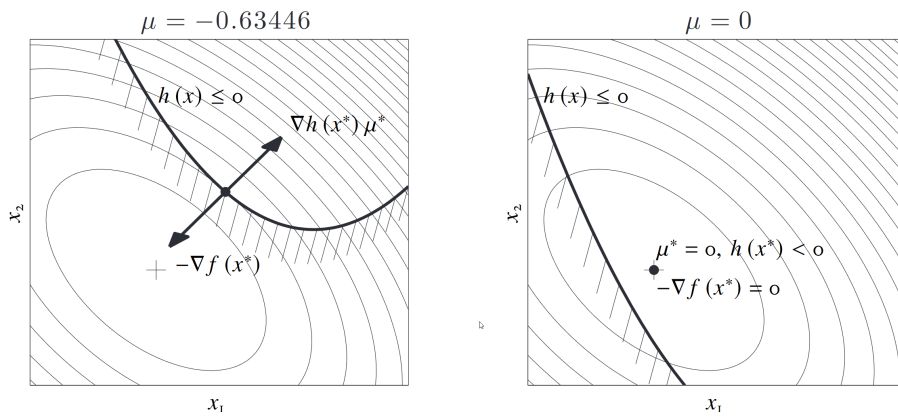 μ = −0.63446
h (x) ≤ 0
∇h (x*) μ*
−∇f (x*)
x₂
x₁
μ = 0
h (x) ≤ 0
μ* = 0, h (x*) < 0
−∇f (x*) = 0
x₂
x₁